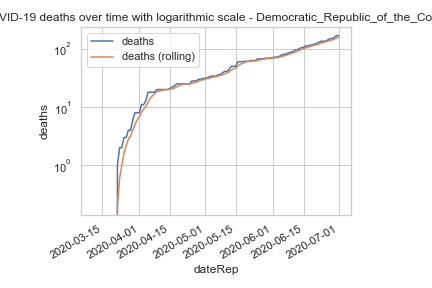 VID-19 deaths over time with logarithmic scale - Democratic_Republic_of_the_Co
deaths
deaths (rolling)
10²
10¹
10⁰
deaths
2020-03-15
2020-04-01
2020-04-15
2020-05-01
2020-05-15
2020-06-01
2020-06-15
2020-07-01
dateRep